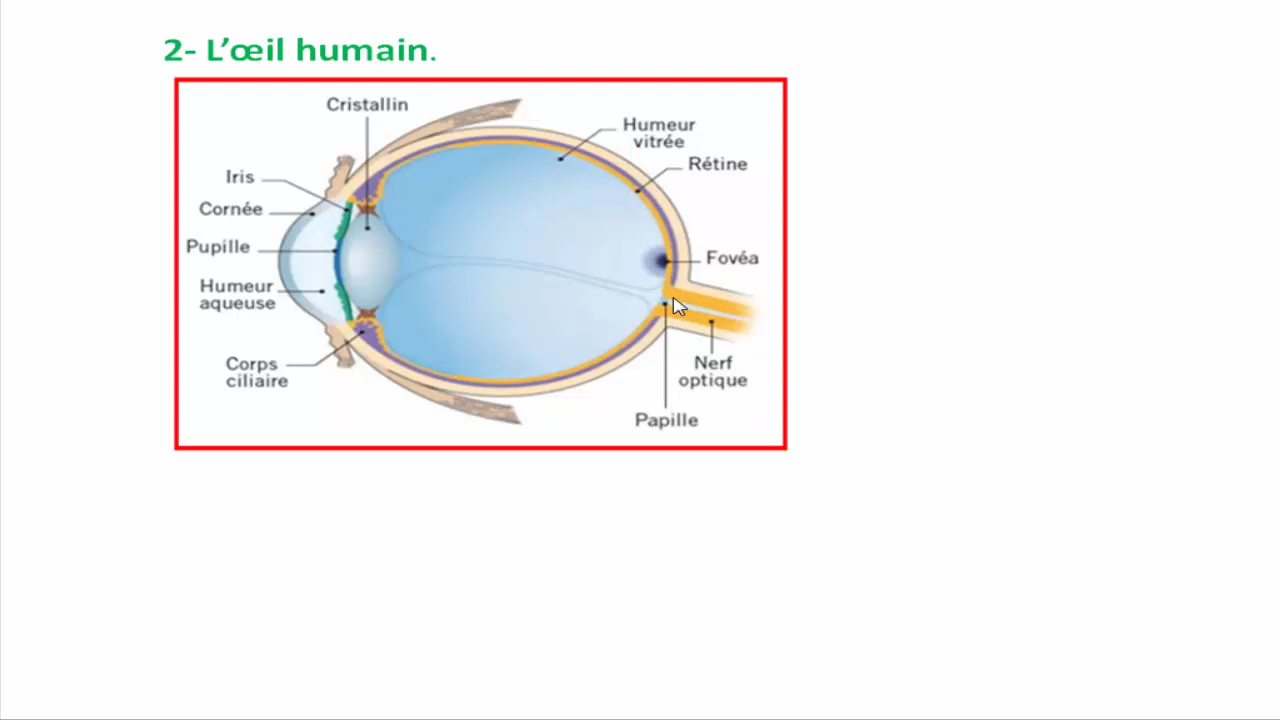 2- L'œil humain.
Cristallin
Humeur
vitrée
Rétine
Iris
Cornée
Pupille
Fovéa
Humeur
aqueuse
Corps
ciliaire
Nerf
optique
Papille